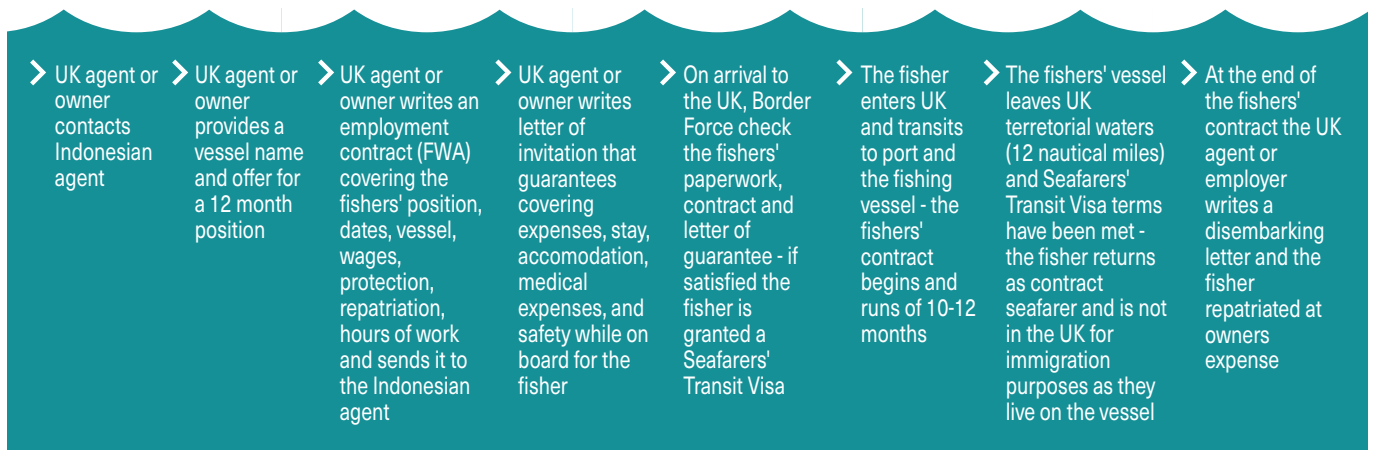 UK agent or
owner
contacts
Indonesian
agent
UK agent or
owner
provides a
vessel name
and offer for
a 12 month
position
UK agent or
owner writes an
employment
contract (FWA)
covering the
fishers' position,
dates, vessel,
wages,
protection,
repatriation,
hours of work
and sends it to
the Indonesian
agent
UK agent or
owner writes
letter of
invitation that
guarantees
covering
expenses, stay,
accomodation,
medical
expenses, and
safety while on
board for the
fisher
On arrival to
the UK, Border
Force check
the fishers'
paperwork,
contract and
letter of
guarantee - if
satisfied the
fisher is
granted a
Seafarers'
Transit Visa
The fisher
enters UK
and transits
to port and
the fishing
vessel - the
fishers'
contract
begins and
runs of 10-12
months
The fishers' vessel
leaves UK
terretorial waters
(12 nautical miles)
and Seafarers'
Transit Visa terms
have been met -
the fisher returns
as contract
seafarer and is not
in the UK for
immigration
purposes as they
live on the vessel
At the end of
the fishers'
contract the UK
agent or
employer
writes a
disembarking
letter and the
fisher
repatriated at
owners
expense